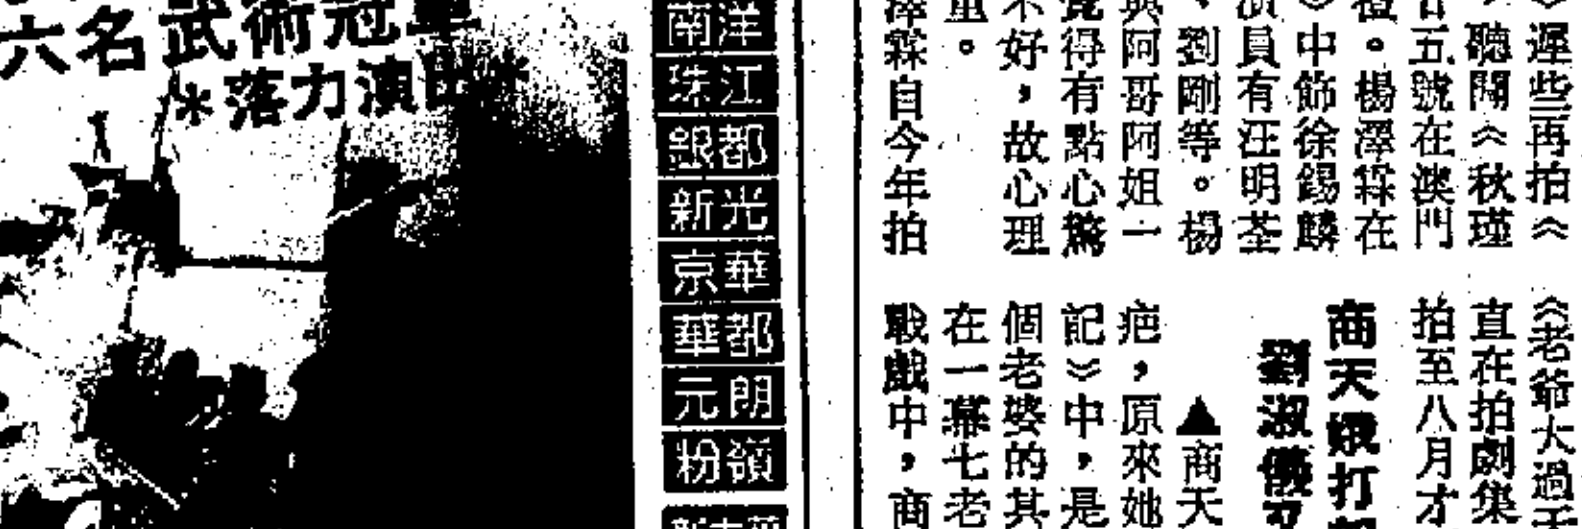 六名武術冠軍
*落力演出
南洋
珠江
銀都
新光
京華
華都
元朗
粉嶺
》遲些再拍《
，聽關《秋瑾
五號在澳門
。楊澤霖在
》中飾徐錫麟
演員有汪明荃
、劉剛等。楊
與阿哥阿姐一
覺得有點心驚
不好，故心理
重。
澤霖自今年拍
《老爺大過
直在拍劇集
拍至八月才
商天娥打
劉淑儀
▲商天
疤，原來她
記》中，是
個老婆的其
在一幕七老
戰戲中，商